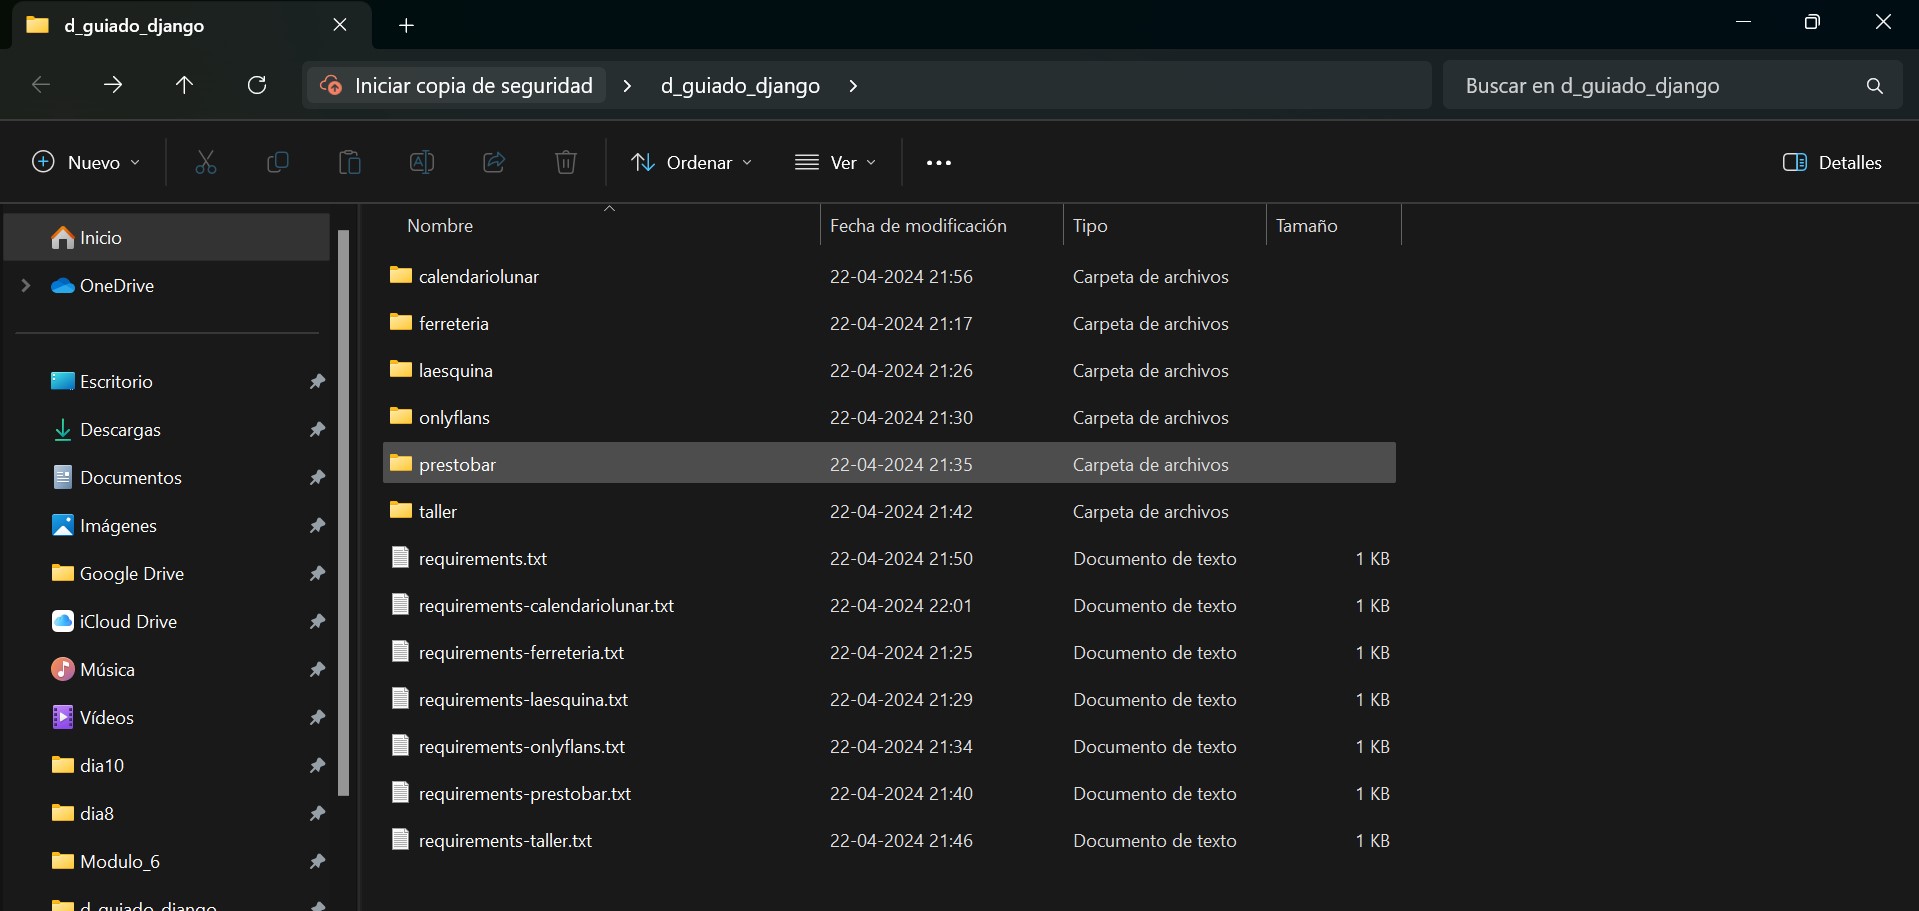 d_guiado_django
Iniciar copia de seguridad > d_guiado_django >
Buscar en d_guiado_django
Nuevo
Ordenar
Ver
Detalles
Inicio
OneDrive
Escritorio
Descargas
Documentos
Imágenes
Google Drive
iCloud Drive
Música
Vídeos
dia10
dia8
Modulo_6
d_guiado_django
Nombre Fecha de modificación Tipo Tamaño
calendariolunar 22-04-2024 21:56 Carpeta de archivos
ferreteria 22-04-2024 21:17 Carpeta de archivos
laesquina 22-04-2024 21:26 Carpeta de archivos
onlyflans 22-04-2024 21:30 Carpeta de archivos
prestobar 22-04-2024 21:35 Carpeta de archivos
taller 22-04-2024 21:42 Carpeta de archivos
requirements.txt 22-04-2024 21:50 Documento de texto 1 KB
requirements-calendariolunar.txt 22-04-2024 22:01 Documento de texto 1 KB
requirements-ferreteria.txt 22-04-2024 21:25 Documento de texto 1 KB
requirements-laesquina.txt 22-04-2024 21:29 Documento de texto 1 KB
requirements-onlyflans.txt 22-04-2024 21:34 Documento de texto 1 KB
requirements-prestobar.txt 22-04-2024 21:40 Documento de texto 1 KB
requirements-taller.txt 22-04-2024 21:46 Documento de texto 1 KB